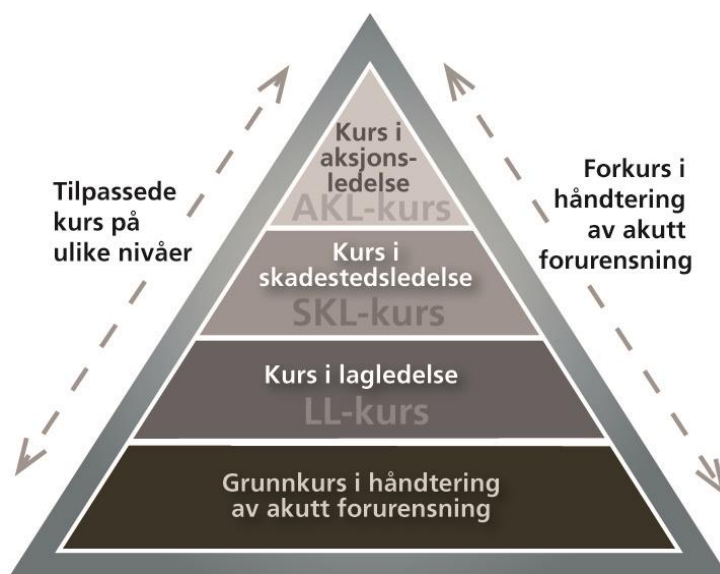 Kurs i
aksjons-
ledelse
AKL-kurs
Tilpassede
kurs på
ulike nivåer
Forkurs i
håndtering
av akutt
forurensning
Kurs i
skadestedsledelse
SKL-kurs
Kurs i lagledelse
LL-kurs
Grunnkurs i håndtering
av akutt forurensning